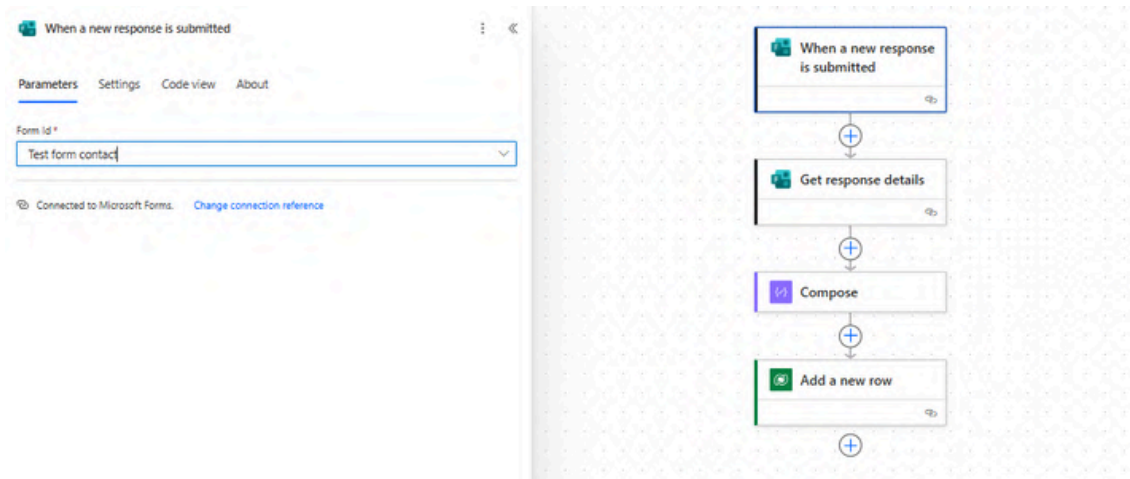 When a new response is submitted
Parameters Settings Code view About
Form Id *
Test form contact
Connected to Microsoft Forms. Change connection reference
When a new response
is submitted
Get response details
Compose
Add a new row